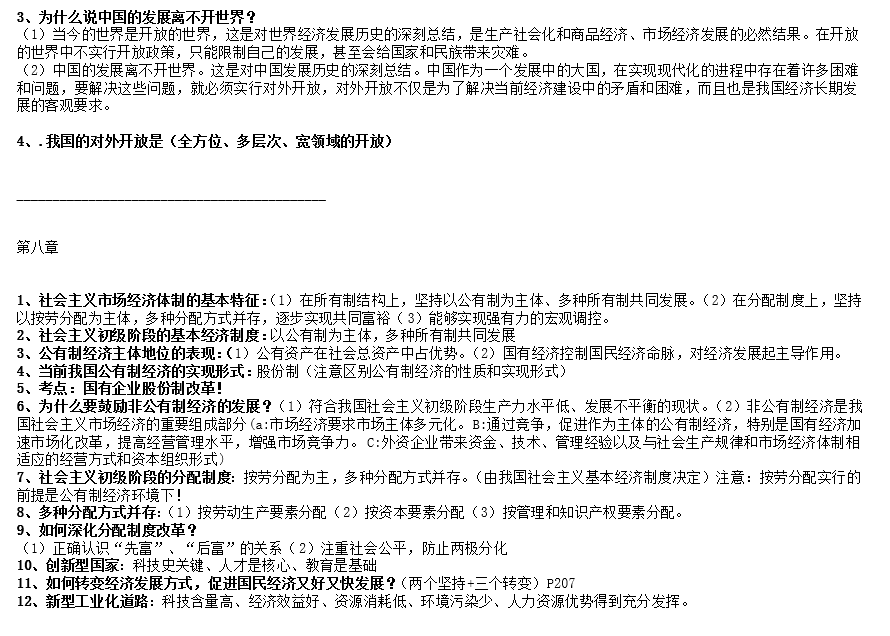 3、为什么说中国的发展离不开世界？
（1）当今的世界是开放的世界，这是对世界经济发展历史的深刻总结，是生产社会化和商品经济、市场经济发展的必然结果。在开放
的世界中不实行开放政策，只能限制自己的发展，甚至会给国家和民族带来灾难。
（2）中国的发展离不开世界。这是对中国发展历史的深刻总结。中国作为一个发展中的大国，在实现现代化的进程中存在着许多困难
和问题，要解决这些问题，就必须实行对外开放，对外开放不仅是为了解决当前经济建设中的矛盾和困难，而且也是我国经济长期发
展的客观要求。
4、.我国的对外开放是（全方位、多层次、宽领域的开放）
___________________________________________
第八章
1、社会主义市场经济体制的基本特征：（1）在所有制结构上，坚持以公有制为主体、多种所有制共同发展。（2）在分配制度上，坚持
以按劳分配为主体，多种分配方式并存，逐步实现共同富裕（3）能够实现强有力的宏观调控。
2、社会主义初级阶段的基本经济制度：以公有制为主体，多种所有制共同发展
3、公有制经济主体地位的表现：（1）公有资产在社会总资产中占优势。（2）国有经济控制国民经济命脉，对经济发展起主导作用。
4、当前我国公有制经济的实现形式：股份制（注意区别公有制经济的性质和实现形式）
5、考点：国有企业股份制改革！
6、为什么要鼓励非公有制经济的发展？（1）符合我国社会主义初级阶段生产力水平低、发展不平衡的现状。（2）非公有制经济是我
国社会主义市场经济的重要组成部分(a:市场经济要求市场主体多元化。B:通过竞争，促进作为主体的公有制经济，特别是国有经济加
速市场化改革，提高经营管理水平，增强市场竞争力。C:外资企业带来资金、技术、管理经验以及与社会生产规律和市场经济体制相
适应的经营方式和资本组织形式)
7、社会主义初级阶段的分配制度：按劳分配为主，多种分配方式并存。（由我国社会主义基本经济制度决定）注意：按劳分配实行的
前提是公有制经济环境下！
8、多种分配方式并存：（1）按劳动生产要素分配（2）按资本要素分配（3）按管理和知识产权要素分配。
9、如何深化分配制度改革？
（1）正确认识“先富”、“后富”的关系（2）注重社会公平，防止两极分化
10、创新型国家：科技史关键、人才是核心、教育是基础
11、如何转变经济发展方式，促进国民经济又好又快发展？（两个坚持+三个转变）P207
12、新型工业化道路：科技含量高、经济效益好、资源消耗低、环境污染少、人力资源优势得到充分发挥。